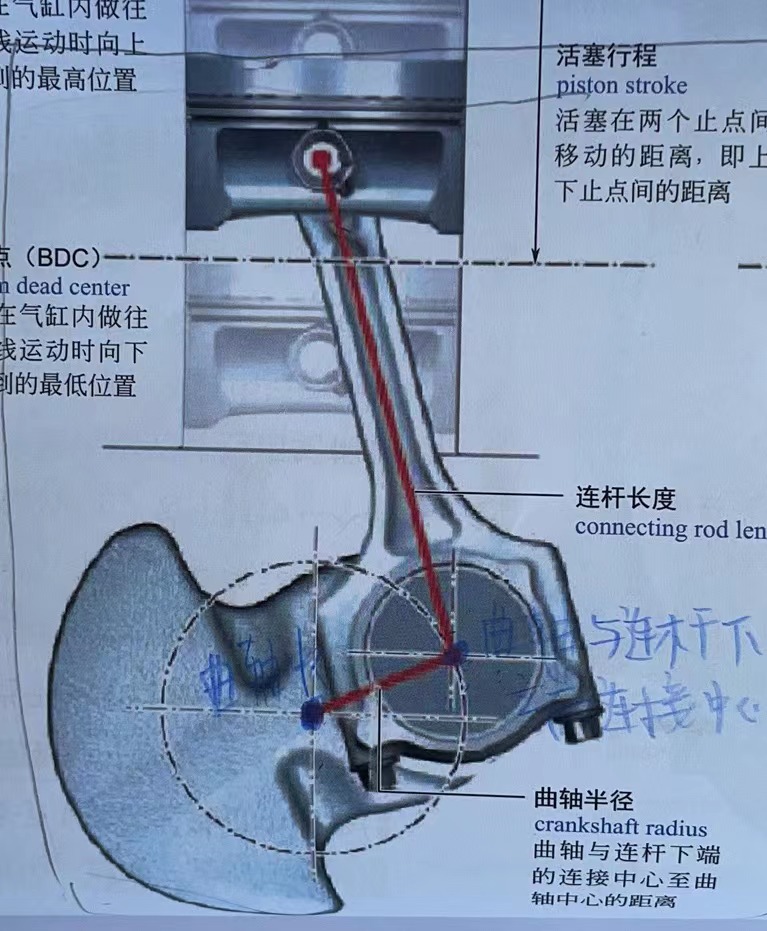 在气缸内做往
线运动时向上
到的最高位置
活塞行程
piston stroke
活塞在两个止点间
移动的距离，即上
下止点间的距离
点（BDC）
m dead center
在气缸内做往
线运动时向下
到的最低位置
连杆长度
connecting rod len
曲轴中
曲轴与连杆下
连接中心
曲轴半径
crankshaft radius
曲轴与连杆下端
的连接中心至曲
轴中心的距离